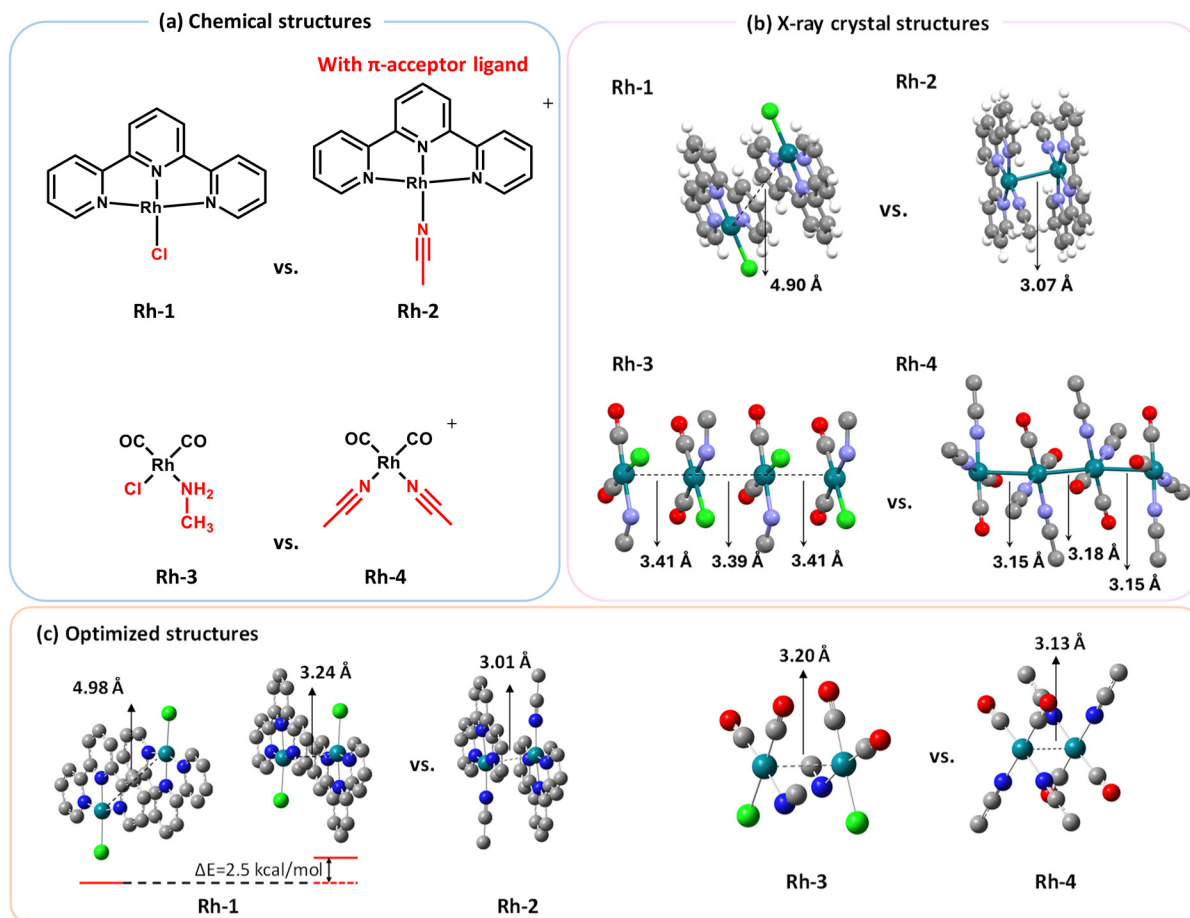 (a) Chemical structures
With π-acceptor ligand
+
N
N
N
Rh
Cl
vs.
N
N
N
Rh
N
Rh-1
Rh-2
OC
CO
Rh
Cl
NH2
CH3
vs.
OC
CO
+
Rh
N
N
Rh-3
Rh-4
(b) X-ray crystal structures
Rh-1
Rh-2
vs.
4.90 Å
3.07 Å
Rh-3
Rh-4
vs.
3.41 Å
3.39 Å
3.41 Å
3.15 Å
3.18 Å
3.15 Å
(c) Optimized structures
4.98 Å
3.24 Å
vs.
3.01 Å
3.20 Å
vs.
3.13 Å
ΔE=2.5 kcal/mol
Rh-1
Rh-2
Rh-3
Rh-4